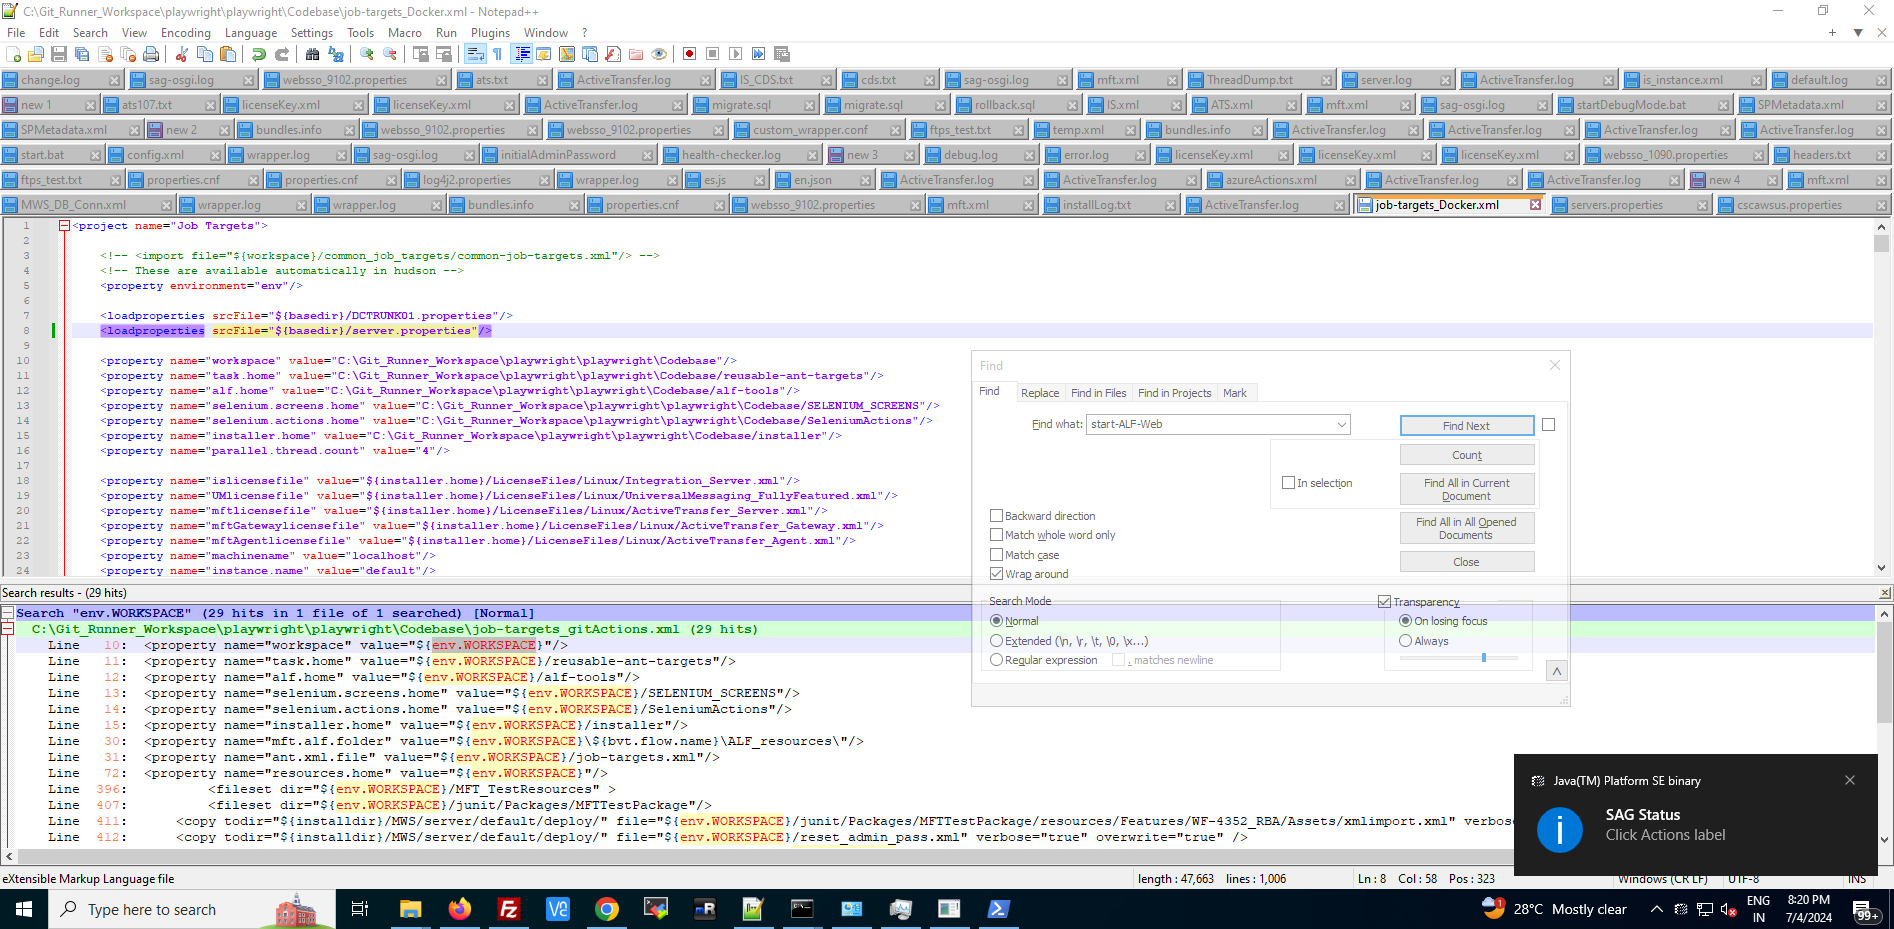 C:\Git_Runner_Workspace\playwright\playwright\Codebase\job-targets_Docker.xml - Notepad++
File Edit Search View Encoding Language Settings Tools Macro Run Plugins Window ?
change.log sag-osgi.log websso_9102.properties ats.txt ActiveTransfer.log IS_CDS.txt cds.txt sag-osgi.log mft.xml ThreadDump.txt server.log ActiveTransfer.log is_instance.xml default.log
new 1 ats107.txt licenseKey.xml licenseKey.xml ActiveTransfer.log migrate.sql migrate.sql rollback.sql IS.xml ATS.xml mft.xml sag-osgi.log startDebugMode.bat SPMetadata.xml
SPMetadata.xml new 2 bundles.info websso_9102.properties websso_9102.properties custom_wrapper.conf ftps_test.txt temp.xml bundles.info ActiveTransfer.log ActiveTransfer.log ActiveTransfer.log ActiveTransfer.log
start.bat config.xml wrapper.log sag-osgi.log initialAdminPassword health-checker.log new 3 debug.log error.log licenseKey.xml licenseKey.xml licenseKey.xml websso_1090.properties headers.txt
ftps_test.txt properties.cnf properties.cnf log4j2.properties wrapper.log es.js en.json ActiveTransfer.log ActiveTransfer.log azureActions.xml ActiveTransfer.log ActiveTransfer.log new 4 mft.xml
MWS_DB_Conn.xml wrapper.log wrapper.log bundles.info properties.cnf websso_9102.properties mft.xml installLog.txt ActiveTransfer.log job-targets_Docker.xml servers.properties cscawsus.properties
1 <project name="Job Targets">
2
3 <!-- <import file="${workspace}/common_job_targets/common-job-targets.xml"/> -->
4 <!-- These are available automatically in hudson -->
5 <property environment="env"/>
6
7 <loadproperties srcFile="${basedir}/DCTRUNK01.properties"/>
8 <loadproperties srcFile="${basedir}/server.properties"/>
9
10 <property name="workspace" value="C:\Git_Runner_Workspace\playwright\playwright\Codebase"/>
11 <property name="task.home" value="C:\Git_Runner_Workspace\playwright\playwright\Codebase/reusable-ant-targets"/>
12 <property name="alf.home" value="C:\Git_Runner_Workspace\playwright\playwright\Codebase/alf-tools"/>
13 <property name="selenium.screens.home" value="C:\Git_Runner_Workspace\playwright\playwright\Codebase/SELENIUM_SCREENS"/>
14 <property name="selenium.actions.home" value="C:\Git_Runner_Workspace\playwright\playwright\Codebase/SeleniumActions"/>
15 <property name="installer.home" value="C:\Git_Runner_Workspace\playwright\playwright\Codebase/installer"/>
16 <property name="parallel.thread.count" value="4"/>
17
18 <property name="islicensefile" value="${installer.home}/LicenseFiles/Linux/Integration_Server.xml"/>
19 <property name="UMlicensefile" value="${installer.home}/LicenseFiles/Linux/UniversalMessaging_FullyFeatured.xml"/>
20 <property name="mftlicensefile" value="${installer.home}/LicenseFiles/Linux/ActiveTransfer_Server.xml"/>
21 <property name="mftGatewaylicensefile" value="${installer.home}/LicenseFiles/Linux/ActiveTransfer_Gateway.xml"/>
22 <property name="mftAgentlicensefile" value="${installer.home}/LicenseFiles/Linux/ActiveTransfer_Agent.xml"/>
23 <property name="machinename" value="localhost"/>
24 <property name="instance.name" value="default"/>
Find
Find Replace Find in Files Find in Projects Mark
Find what: start-ALF-Web
Find Next
Count
In selection
Find All in Current Document
Find All in All Opened Documents
Close
Backward direction
Match whole word only
Match case
Wrap around
Search Mode
Normal
Extended (\n, \r, \t, \0, \x...)
Regular expression . matches newline
Transparency
On losing focus
Always
Search results - (29 hits)
Search "env.WORKSPACE" (29 hits in 1 file of 1 searched) [Normal]
C:\Git_Runner_Workspace\playwright\playwright\Codebase\job-targets_gitActions.xml (29 hits)
Line 10: <property name="workspace" value="${env.WORKSPACE}"/>
Line 11: <property name="task.home" value="${env.WORKSPACE}/reusable-ant-targets"/>
Line 12: <property name="alf.home" value="${env.WORKSPACE}/alf-tools"/>
Line 13: <property name="selenium.screens.home" value="${env.WORKSPACE}/SELENIUM_SCREENS"/>
Line 14: <property name="selenium.actions.home" value="${env.WORKSPACE}/SeleniumActions"/>
Line 15: <property name="installer.home" value="${env.WORKSPACE}/installer"/>
Line 30: <property name="mft.alf.folder" value="${env.WORKSPACE}\${bvt.flow.name}\ALF_resources\"/>
Line 31: <property name="ant.xml.file" value="${env.WORKSPACE}/job-targets.xml"/>
Line 72: <property name="resources.home" value="${env.WORKSPACE}"/>
Line 396: <fileset dir="${env.WORKSPACE}/MFT_TestResources" >
Line 407: <fileset dir="${env.WORKSPACE}/junit/Packages/MFTTestPackage"/>
Line 411: <copy todir="${installdir}/MWS/server/default/deploy/" file="${env.WORKSPACE}/junit/Packages/MFTTestPackage/resources/Features/WF-4352_RBA/Assets/xmlimport.xml" verbos
Line 412: <copy todir="${installdir}/MWS/server/default/deploy/" file="${env.WORKSPACE}/reset_admin_pass.xml" verbose="true" overwrite="true" />
Java(TM) Platform SE binary
SAG Status
Click Actions label
eXtensible Markup Language file length : 47,663 lines : 1,006 Ln : 8 Col : 58 Pos : 323 Windows (CR LF) UTF-8 INS
Type here to search
28°C Mostly clear
ENG
IN
8:20 PM
7/4/2024
99+